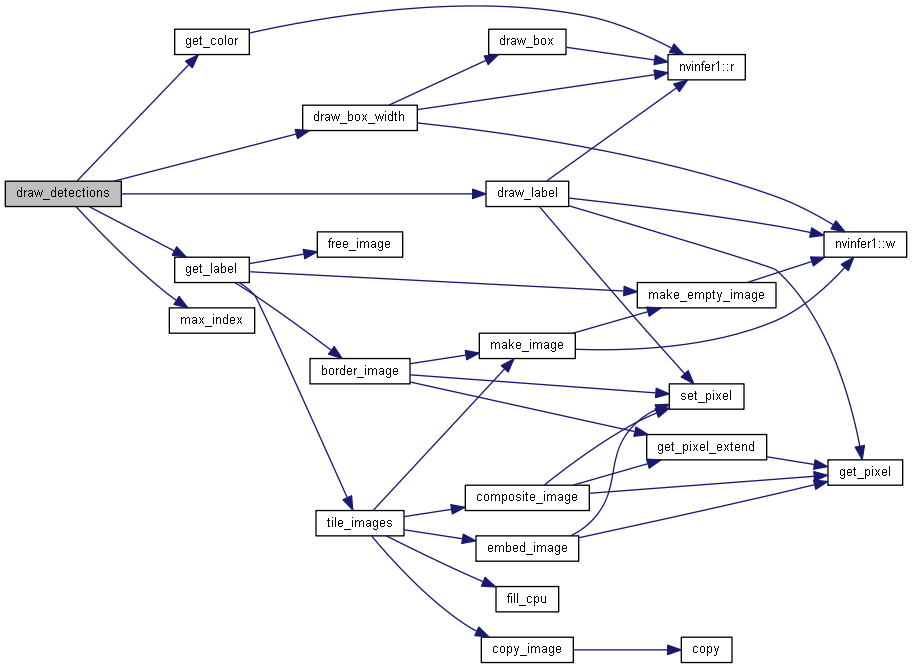 draw_detections
get_color
draw_box_width
get_label
max_index
draw_box
draw_label
free_image
border_image
tile_images
make_image
composite_image
embed_image
fill_cpu
copy_image
nvinfer1::r
nvinfer1::w
make_empty_image
set_pixel
get_pixel_extend
get_pixel
copy